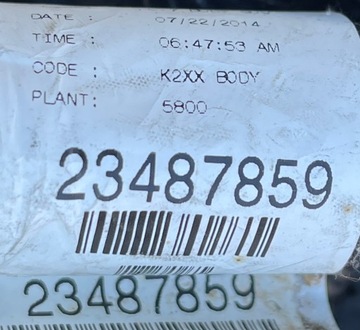 DATE : 07/22/2014
TIME : 06:47:53 AM
CODE : K2XX BODY
PLANT: 5800
23487859
23487859